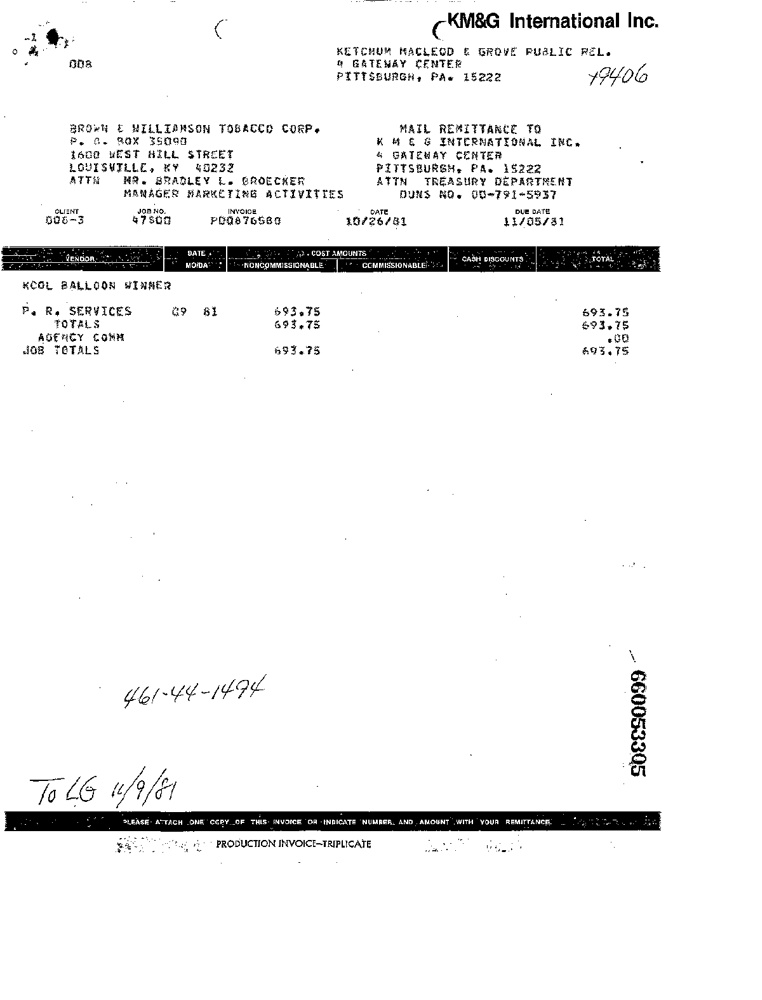 KM&G International Inc.
-1
0
008
KETCHUM MACLEOD & GROVE PUBLIC REL.
4 GATEWAY CENTER
PITTSBURGH, PA. 15222
19406
BROWN & WILLIAMSON TOBACCO CORP.
P. O. BOX 35090
1600 WEST HILL STREET
LOUISVILLE, KY 40232
ATTN MR. BRADLEY L. BROECKER
MANAGER MARKETING ACTIVITIES
MAIL REMITTANCE TO
K M & G INTERNATIONAL INC.
4 GATEWAY CENTER
PITTSBURGH, PA. 15222
ATTN TREASURY DEPARTMENT
DUNS NO. 00-791-5937
CLIENT JOB NO. INVOICE DATE DUE DATE
008-3 47800 PD0876580 10/26/81 11/05/81
VENDOR DATE MO/DA COST AMOUNTS NONCOMMISSIONABLE COMMISSIONABLE CASH DISCOUNTS TOTAL
KCOL BALLOON WINNER
P. R. SERVICES 09 81 693.75 693.75
TOTALS 693.75 693.75
AGENCY COMM .00
JOB TOTALS 693.75 693.75
461-44-1494
660053305
To LG 11/9/81
PLEASE ATTACH ONE COPY OF THIS INVOICE OR INDICATE NUMBER AND AMOUNT WITH YOUR REMITTANCE
PRODUCTION INVOICE—TRIPLICATE